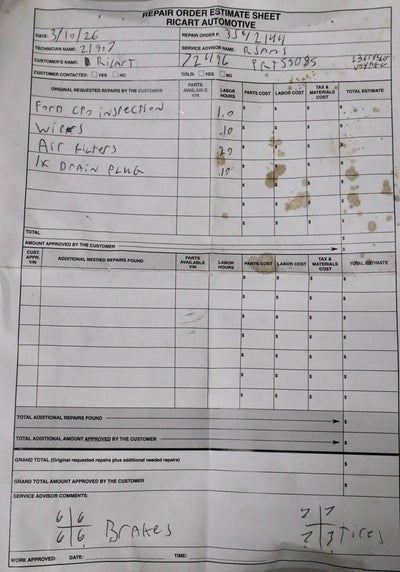 REPAIR ORDER ESTIMATE SHEET
RICART AUTOMOTIVE
DATE: 3/10/26 REPAIR ORDER #: 3542144
TECHNICIAN NAME: 21907 SERVICE ADVISOR NAME:
CUSTOMER'S NAME: Ricart 72496 PRT55085
CUSTOMER CONTACTED: YES NO SOLD: YES NO
ORIGINAL REQUESTED REPAIRS BY THE CUSTOMER PARTS AVAILABLE Y/N LABOR HOURS PARTS COST LABOR COST TAX & MATERIALS COST TOTAL ESTIMATE
Ford CPO inspection 1.0 $ $ $ $
Wipers .10 $ $ $ $
Air Filters .20 $ $ $ $
1x Drain Plug .10 $ $ $ $
$ $ $ $
$ $ $ $
$ $ $ $
TOTAL $
AMOUNT APPROVED BY THE CUSTOMER $
CUST. APPR. Y/N ADDITIONAL NEEDED REPAIRS FOUND PARTS AVAILABLE Y/N LABOR HOURS PARTS COST LABOR COST TAX & MATERIALS COST TOTAL ESTIMATE
$ $ $ $
$ $ $ $
$ $ $ $
$ $ $ $
$ $ $ $
$ $ $ $
$ $ $ $
TOTAL ADDITIONAL REPAIRS FOUND $
TOTAL ADDITIONAL AMOUNT APPROVED BY THE CUSTOMER $
GRAND TOTAL (Original requested repairs plus additional needed repairs) $
GRAND TOTAL AMOUNT APPROVED BY THE CUSTOMER $
SERVICE ADVISOR COMMENTS:
6 6 7 7
6 6 Brakes 7 7 Tires
WORK APPROVED: DATE: TIME: